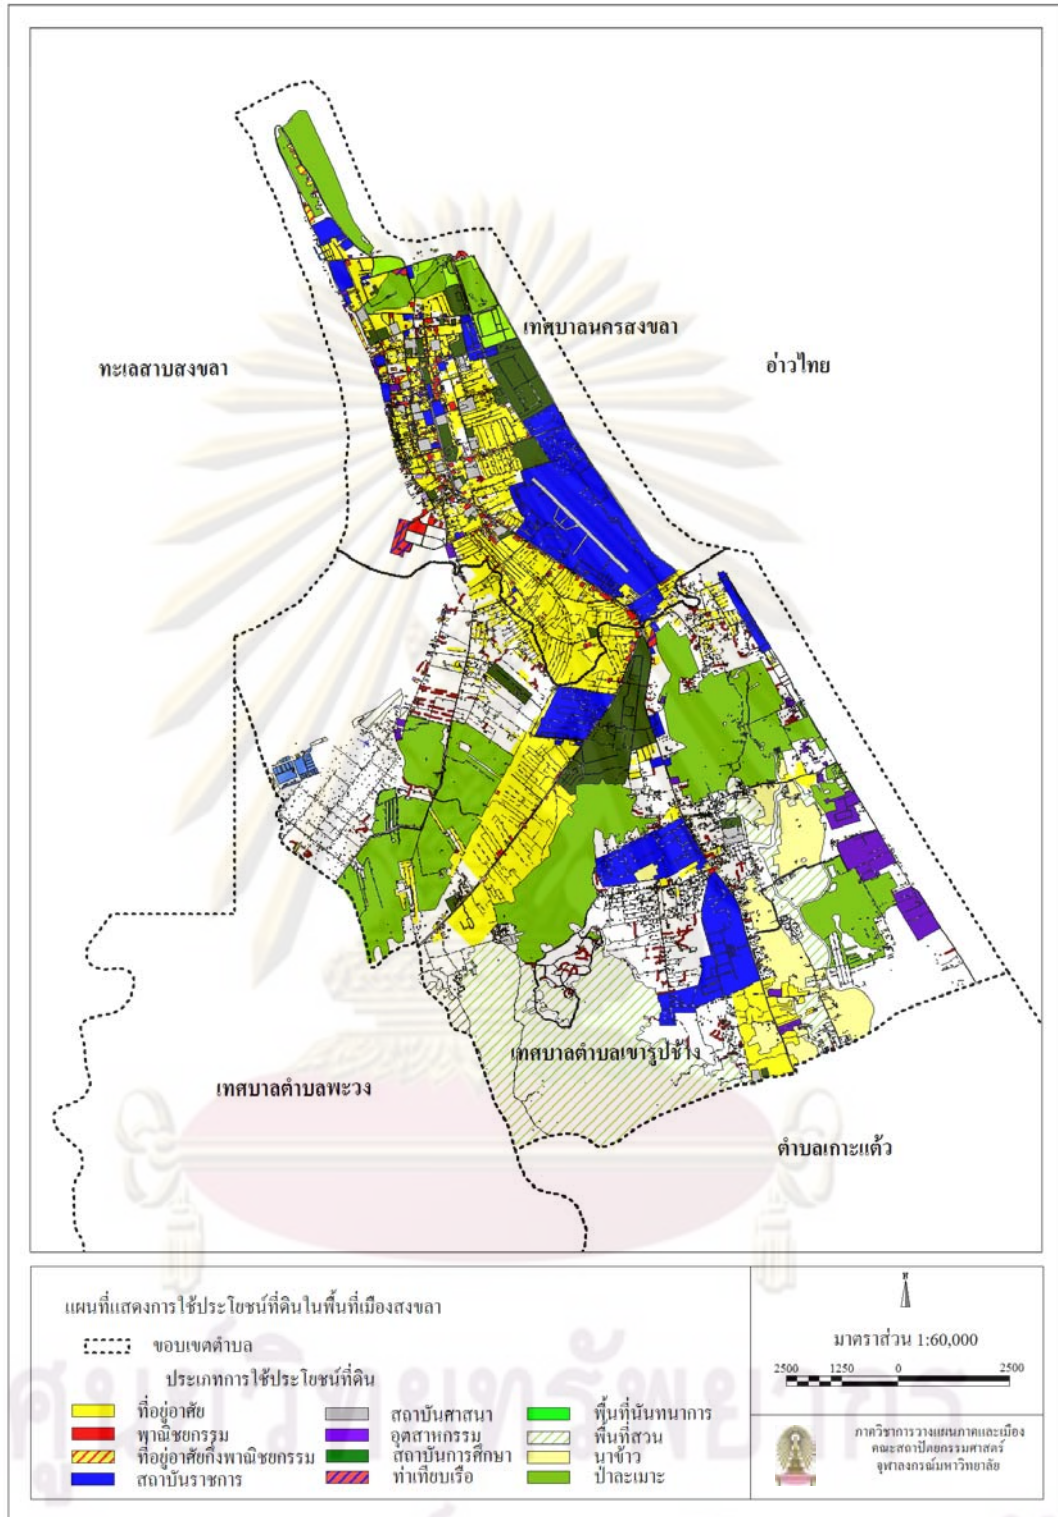 เทศบาลนครสงขลา
ทะเลสาบสงขลา
อ่าวไทย
เทศบาลตำบลเขารูปช้าง
เทศบาลตำบลพะวง
ตำบลเกาะแต้ว
แผนที่แสดงการใช้ประโยชน์ที่ดินในพื้นที่เมืองสงขลา
ขอบเขตตำบล
ประเภทการใช้ประโยชน์ที่ดิน
ที่อยู่อาศัย
พาณิชยกรรม
ที่อยู่อาศัยกึ่งพาณิชยกรรม
สถาบันราชการ
สถาบันศาสนา
อุตสาหกรรม
สถาบันการศึกษา
ท่าเทียบเรือ
พื้นที่นันทนาการ
พื้นที่สวน
นาข้าว
ป่าละเมาะ
N
มาตราส่วน 1:60,000
2500 1250 0 2500
ภาควิชาการวางแผนภาคและเมือง
คณะสถาปัตยกรรมศาสตร์
จุฬาลงกรณ์มหาวิทยาลัย
ศูนย์วิทยทรัพยากร